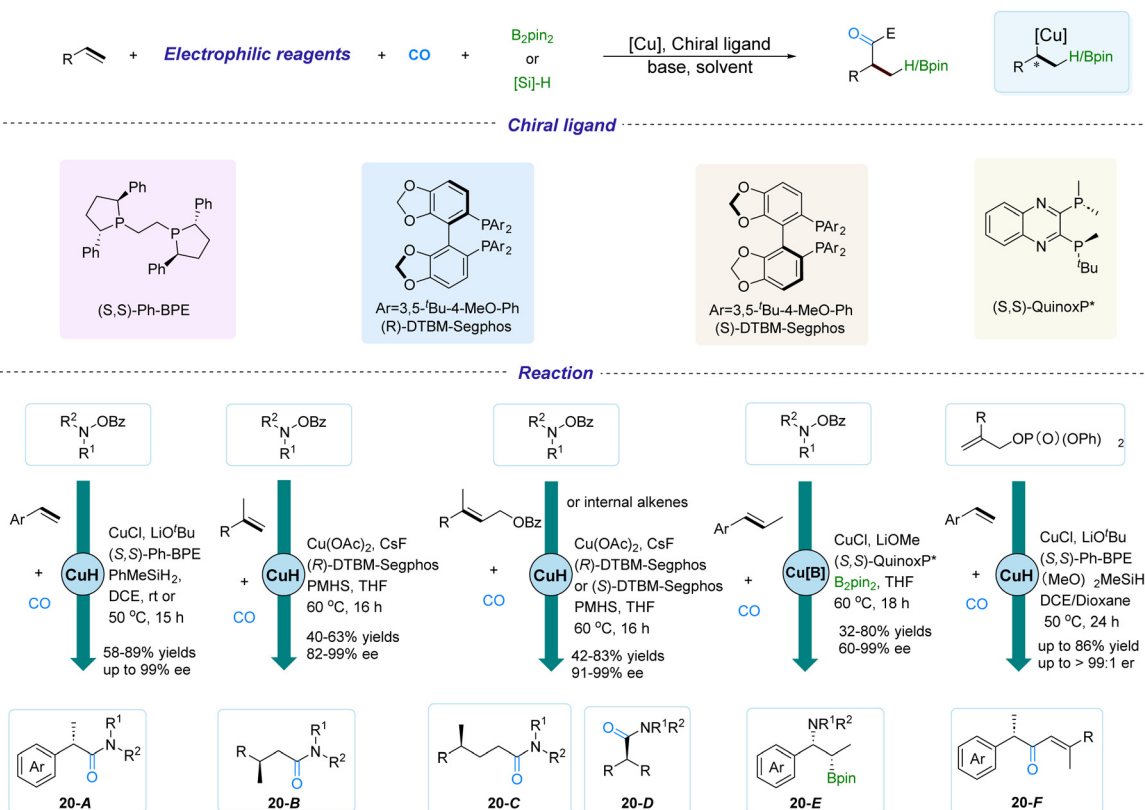 R
+
Electrophilic reagents
+
CO
+
B2pin2
or
[Si]-H
[Cu], Chiral ligand
base, solvent
O
E
R
H/Bpin
[Cu]
R
*
H/Bpin
Chiral ligand
Ph
P
Ph
Ph
P
Ph
(S,S)-Ph-BPE
O
O
PAr2
PAr2
O
O
Ar=3,5-tBu-4-MeO-Ph
(R)-DTBM-Segphos
O
O
PAr2
PAr2
O
O
Ar=3,5-tBu-4-MeO-Ph
(S)-DTBM-Segphos
N
P
N
P
tBu
(S,S)-QuinoxP*
Reaction
R2
N
OBz
R1
Ar
+
CO
CuH
CuCl, LiOtBu
(S,S)-Ph-BPE
PhMeSiH2,
DCE, rt or
50 oC, 15 h
58-89% yields
up to 99% ee
Ar
O
N
R1
R2
20-A
R2
N
OBz
R1
R
+
CO
CuH
Cu(OAc)2, CsF
(R)-DTBM-Segphos
PMHS, THF
60 oC, 16 h
40-63% yields
82-99% ee
R
O
N
R1
R2
20-B
R2
N
OBz
R1
R
OBz
or internal alkenes
+
CO
CuH
Cu(OAc)2, CsF
(R)-DTBM-Segphos
or (S)-DTBM-Segphos
PMHS, THF
60 oC, 16 h
42-83% yields
91-99% ee
R
O
N
R1
R2
20-C
O
NR1R2
R
R
20-D
R2
N
OBz
R1
Ar
+
CO
Cu[B]
CuCl, LiOMe
(S,S)-QuinoxP*
B2pin2, THF
60 oC, 18 h
32-80% yields
60-99% ee
NR1R2
Ar
Bpin
20-E
R
OP(O)(OPh) 2
Ar
+
CO
CuH
CuCl, LiOtBu
(S,S)-Ph-BPE
(MeO) 2MeSiH
DCE/Dioxane
50 oC, 24 h
up to 86% yield
up to > 99:1 er
Ar
O
R
20-F